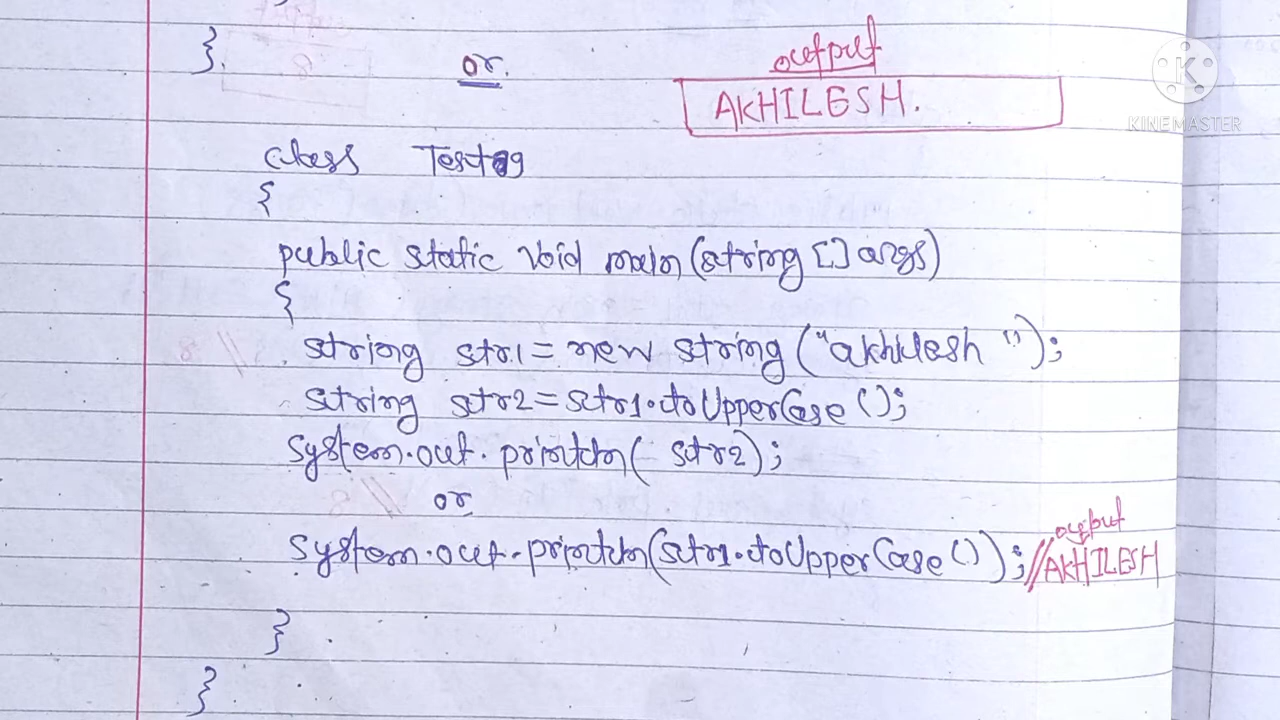 }.
or.
output
AKHILESH.
KINEMASTER
class Test
{
public static void main(string [] args)
{
string str1 = new string ("akhilesh");
string str2 = str1.toUpperCase ();
system.out.println( str2);
or
system.out.println(str1.toUpperCase ()); //AKHILESH
output
}
}